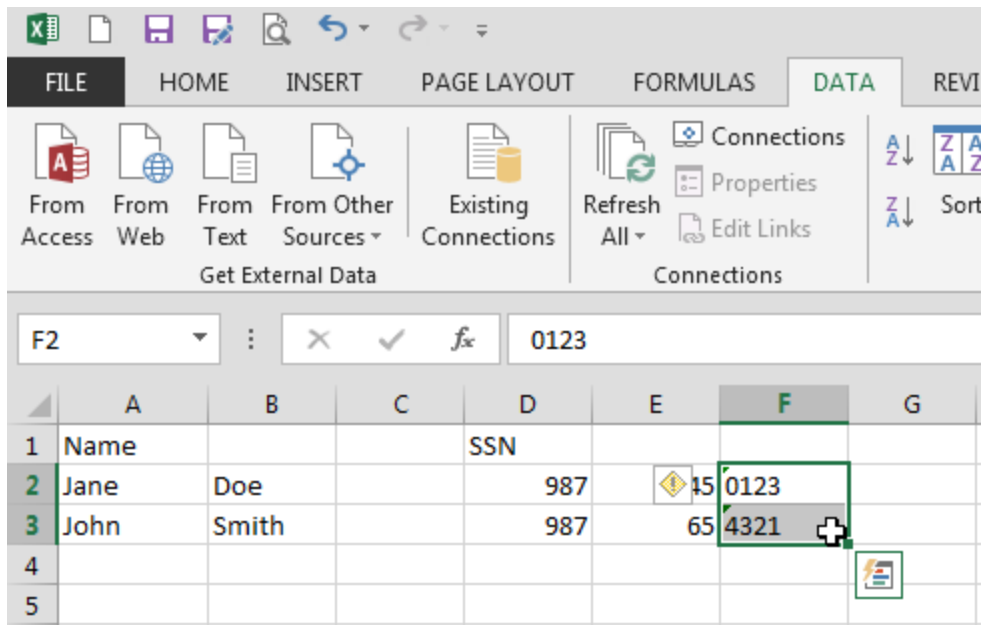 FILE HOME INSERT PAGE LAYOUT FORMULAS DATA REVI
From Access
From Web
From Text
From Other Sources
Existing Connections
Refresh All
Connections
Properties
Edit Links
Sort
Get External Data
Connections
F2 fx 0123
A B C D E F G
1 Name SSN
2 Jane Doe 987 45 0123
3 John Smith 987 65 4321
4
5